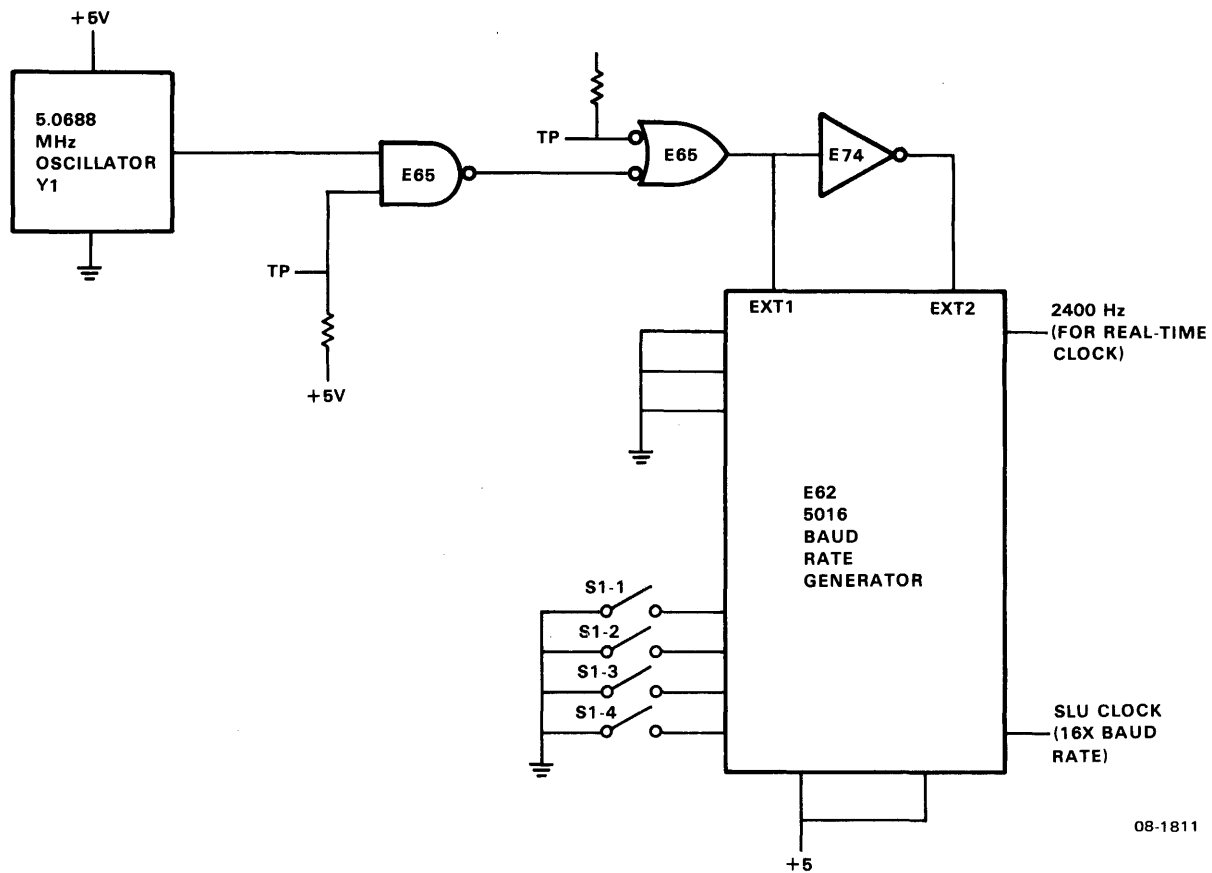 +5V
5.0688
MHz
OSCILLATOR
Y1
TP
E65
TP
+5V
E65
E74
EXT1
EXT2
2400 Hz
(FOR REAL-TIME
CLOCK)
E62
5016
BAUD
RATE
GENERATOR
S1-1
S1-2
S1-3
S1-4
SLU CLOCK
(16X BAUD
RATE)
+5
08-1811